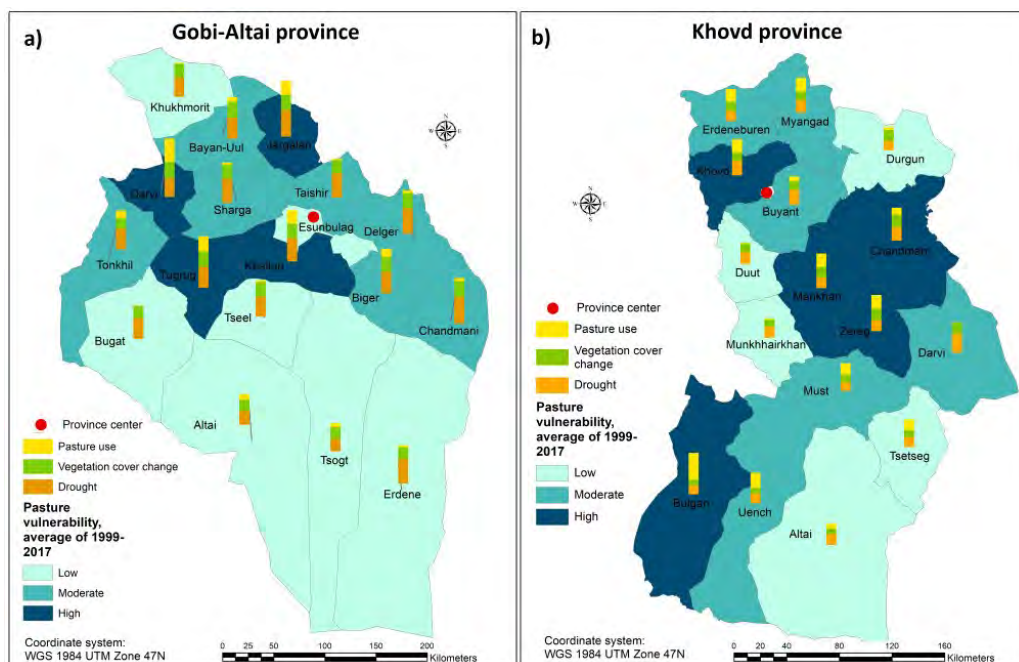 a)
Gobi-Altai province
Khukhmorit
Bayan-Uul
Jargalan
Darvi
Sharga
Taishir
Esunbulag
Delger
Tonkhil
Tugrug
Khaliun
Biger
Chandmani
Tseel
Bugat
Altai
Tsogt
Erdene
Province center
Pasture use
Vegetation cover change
Drought
Pasture
vulnerability,
average of 1999-
2017
Low
Moderate
High
Coordinate system:
WGS 1984 UTM Zone 47N
0 25 50 100 150 200
Kilometers
N
W E
S
b)
Khovd province
Erdeneburen
Myangad
Durgun
Khovd
Buyant
Chandmani
Duut
Mankhan
Zereg
Munkhhairkhan
Darvi
Must
Tsetseg
Bulgan
Uench
Altai
N
W E
S
Province center
Pasture use
Vegetation cover
change
Drought
Pasture
vulnerability,
average of 1999-
2017
Low
Moderate
High
Coordinate system:
WGS 1984 UTM Zone 47N
0 20 40 80 120 160
Kilometers